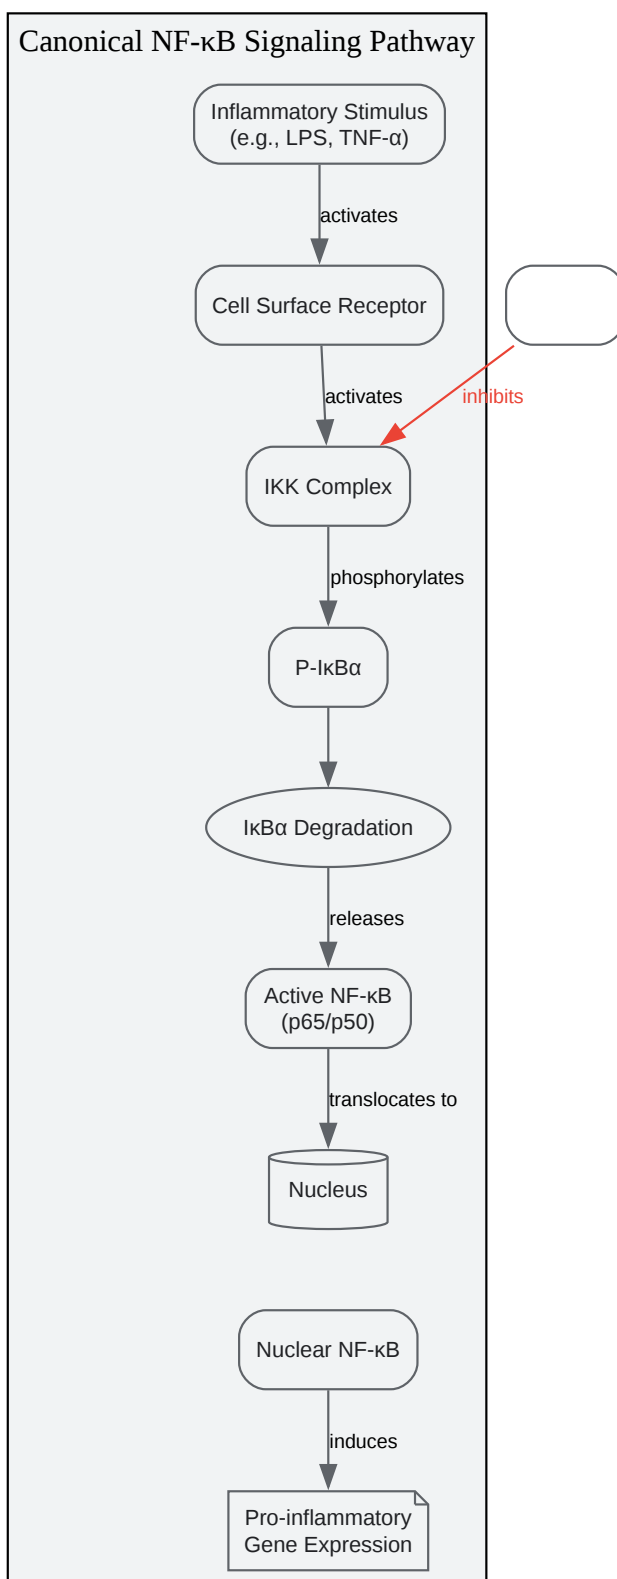 Canonical NF-κB Signaling Pathway
Inflammatory Stimulus
(e.g., LPS, TNF-α)
activates
Cell Surface Receptor
activates
inhibits
IKK Complex
phosphorylates
P-IκBα
IκBα Degradation
releases
Active NF-κB
(p65/p50)
translocates to
Nucleus
Nuclear NF-κB
induces
Pro-inflammatory
Gene Expression